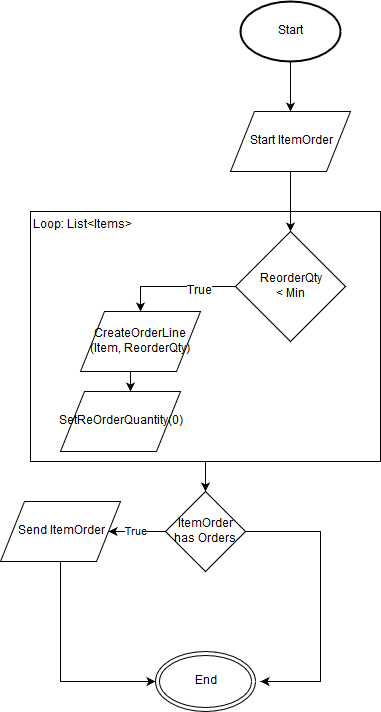 Start
Start ItemOrder
Loop: List<Items>
ReorderQty
< Min
True
CreateOrderLine
(Item, ReorderQty)
SetReOrderQuantity(0)
ItemOrder
has Orders
True
Send ItemOrder
End